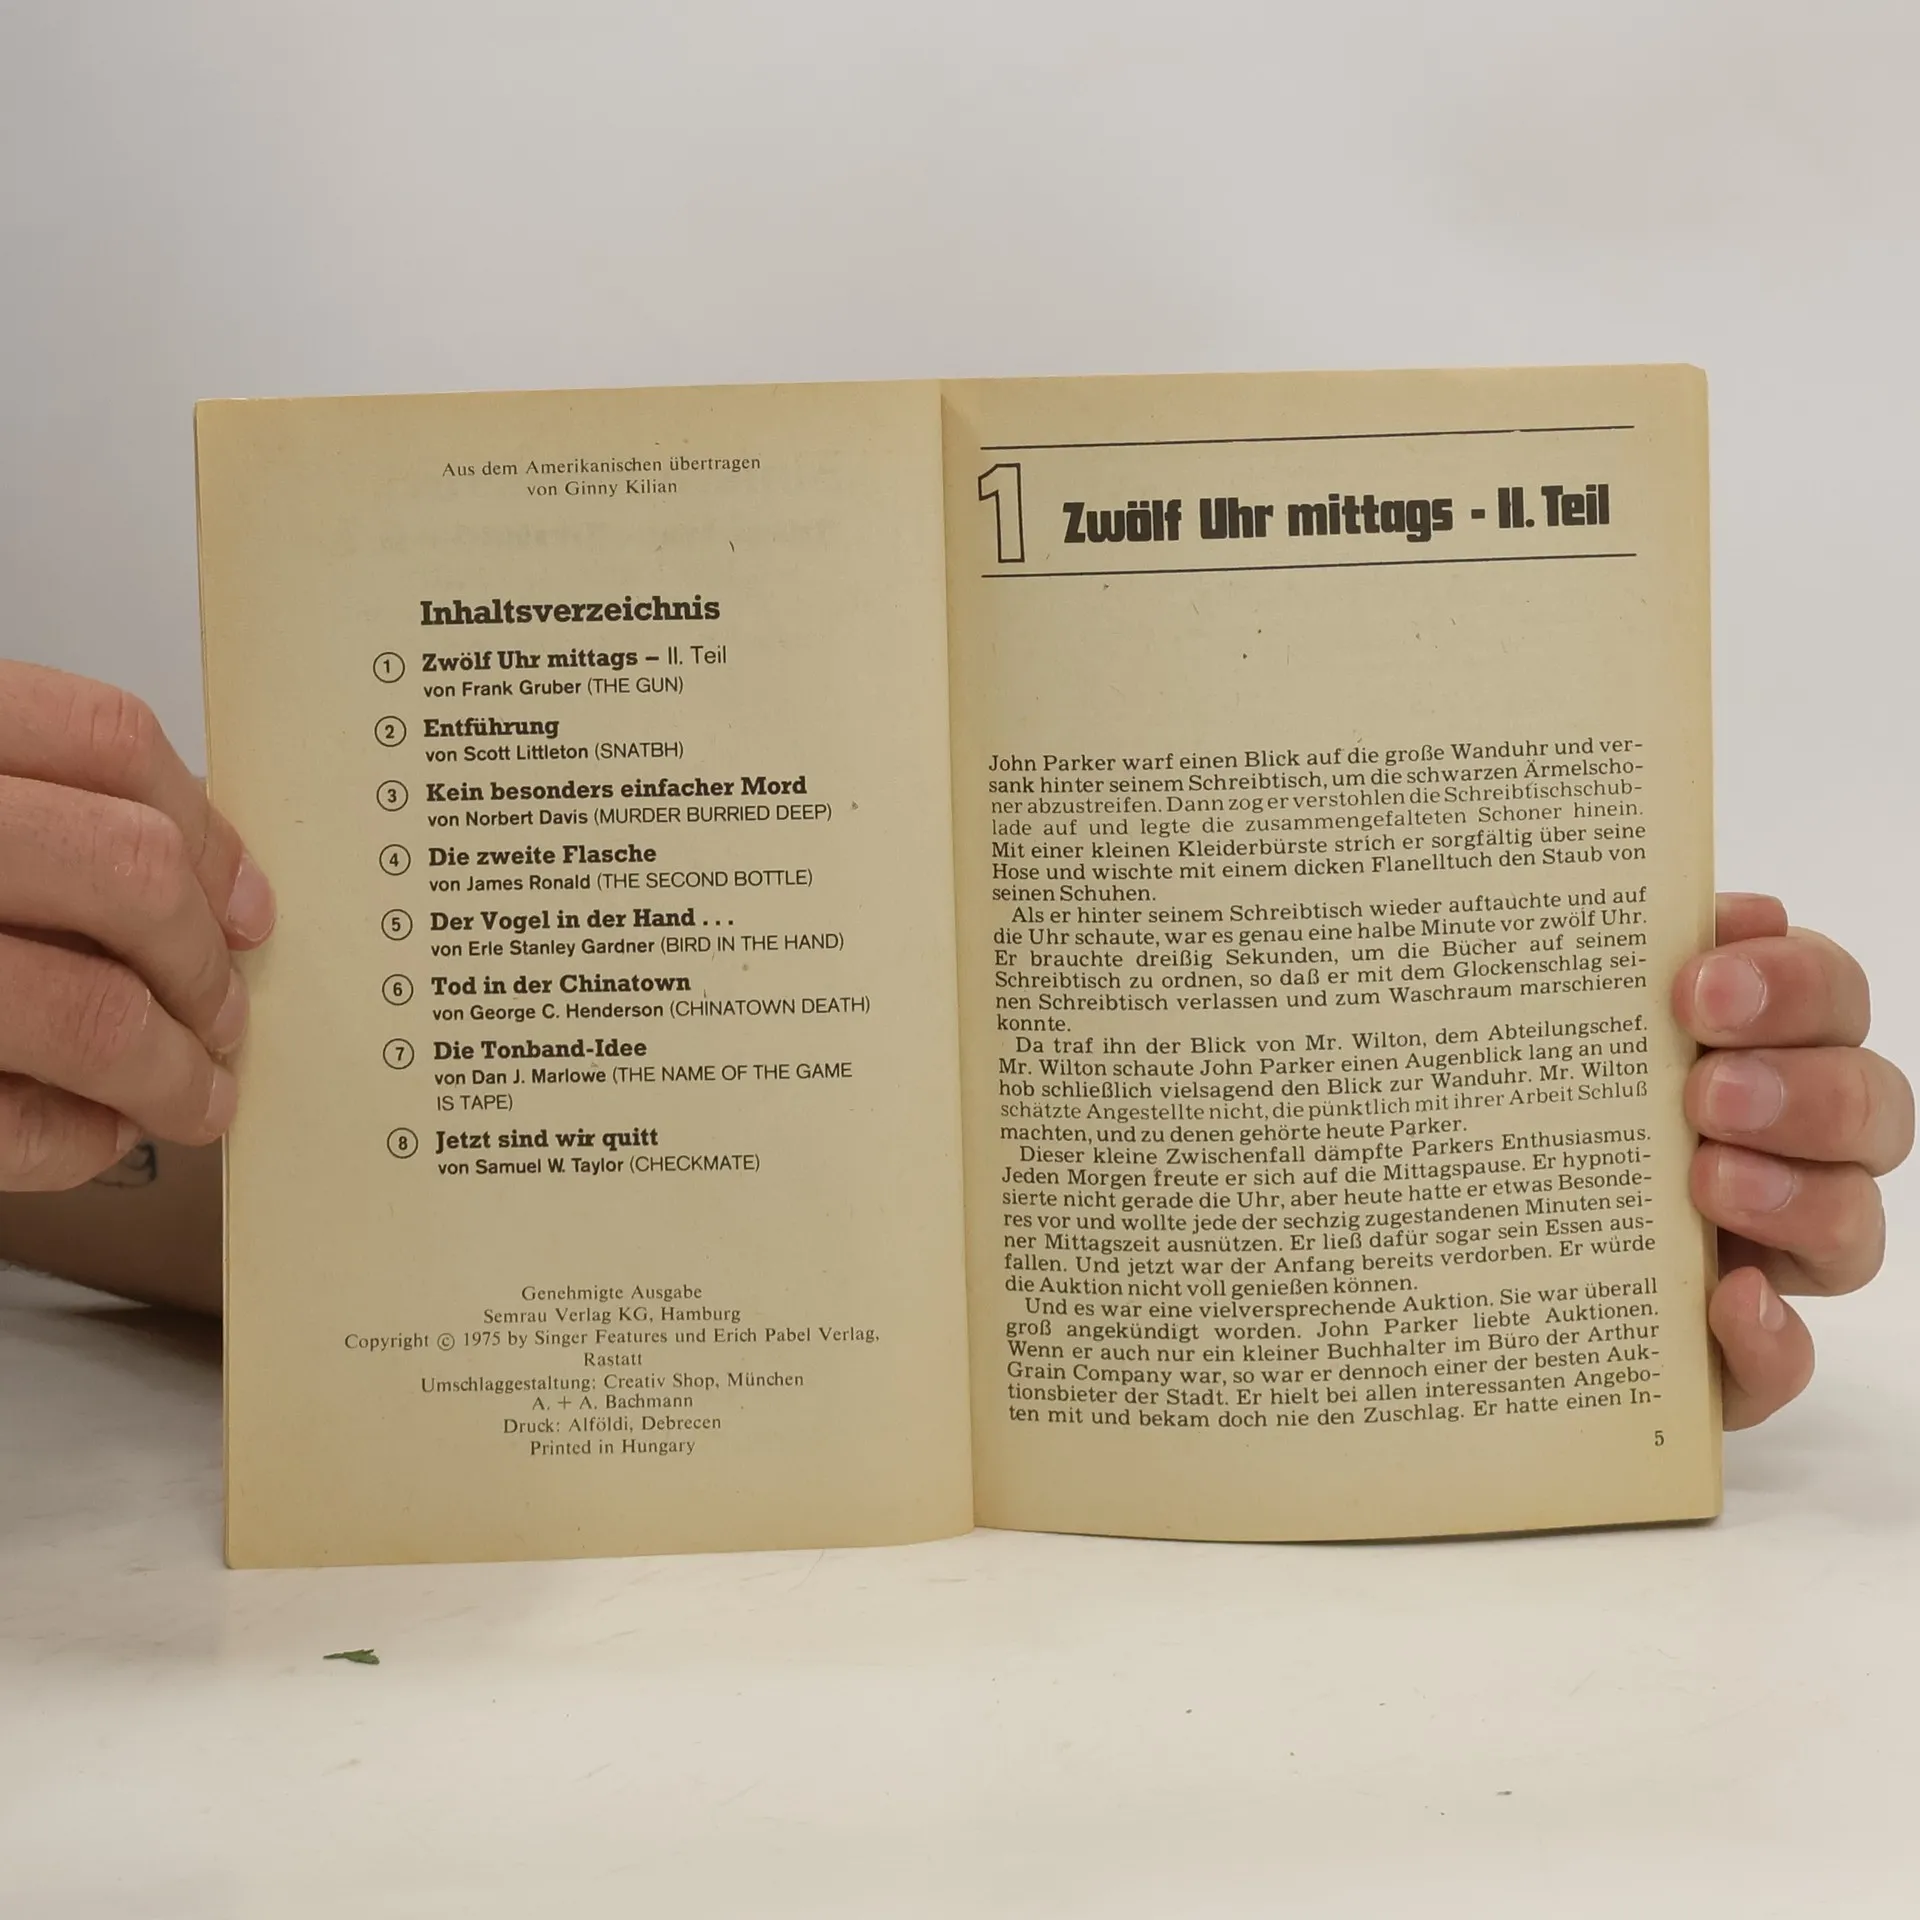 Aus dem Amerikanischen übertragen
von Ginny Kilian
Inhaltsverzeichnis
1 Zwölf Uhr mittags – II. Teil
von Frank Gruber (THE GUN)
2 Entführung
von Scott Littleton (SNATBH)
3 Kein besonders einfacher Mord
von Norbert Davis (MURDER BURRIED DEEP)
4 Die zweite Flasche
von James Ronald (THE SECOND BOTTLE)
5 Der Vogel in der Hand . . .
von Erle Stanley Gardner (BIRD IN THE HAND)
6 Tod in der Chinatown
von George C. Henderson (CHINATOWN DEATH)
7 Die Tonband-Idee
von Dan J. Marlowe (THE NAME OF THE GAME
IS TAPE)
8 Jetzt sind wir quitt
von Samuel W. Taylor (CHECKMATE)
Genehmigte Ausgabe
Semrau Verlag KG, Hamburg
Copyright © 1975 by Singer Features und Erich Pabel Verlag,
Rastatt
Umschlaggestaltung: Creativ Shop, München
A. + A. Bachmann
Druck: Alföldi, Debrecen
Printed in Hungary
1 Zwölf Uhr mittags - II. Teil
John Parker warf einen Blick auf die große Wanduhr und ver-
sank hinter seinem Schreibtisch, um die schwarzen Ärmelscho-
ner abzustreifen. Dann zog er verstohlen die Schreibtischschub-
lade auf und legte die zusammengefalteten Schoner hinein.
Mit einer kleinen Kleiderbürste strich er sorgfältig über seine
Hose und wischte mit einem dicken Flanelltuch den Staub von
seinen Schuhen.
Als er hinter seinem Schreibtisch wieder auftauchte und auf
die Uhr schaute, war es genau eine halbe Minute vor zwölf Uhr.
Er brauchte dreißig Sekunden, um die Bücher auf seinem
Schreibtisch zu ordnen, so daß er mit dem Glockenschlag sei-
nen Schreibtisch verlassen und zum Waschraum marschieren
konnte.
Da traf ihn der Blick von Mr. Wilton, dem Abteilungschef.
Mr. Wilton schaute John Parker einen Augenblick lang an und
hob schließlich vielsagend den Blick zur Wanduhr. Mr. Wilton
schätzte Angestellte nicht, die pünktlich mit ihrer Arbeit Schluß
machten, und zu denen gehörte heute Parker.
Dieser kleine Zwischenfall dämpfte Parkers Enthusiasmus.
Jeden Morgen freute er sich auf die Mittagspause. Er hypnoti-
sierte nicht gerade die Uhr, aber heute hatte er etwas Besonde-
res vor und wollte jede der sechzig zugestandenen Minuten sei-
ner Mittagszeit ausnützen. Er ließ dafür sogar sein Essen aus-
fallen. Und jetzt war der Anfang bereits verdorben. Er würde
die Auktion nicht voll genießen können.
Und es war eine vielversprechende Auktion. Sie war überall
groß angekündigt worden. John Parker liebte Auktionen.
Wenn er auch nur ein kleiner Buchhalter im Büro der Arthur
Grain Company war, so war er dennoch einer der besten Auk-
tionsbieter der Stadt. Er hielt bei allen interessanten Angebo-
ten mit und bekam doch nie den Zuschlag. Er hatte einen In-
5